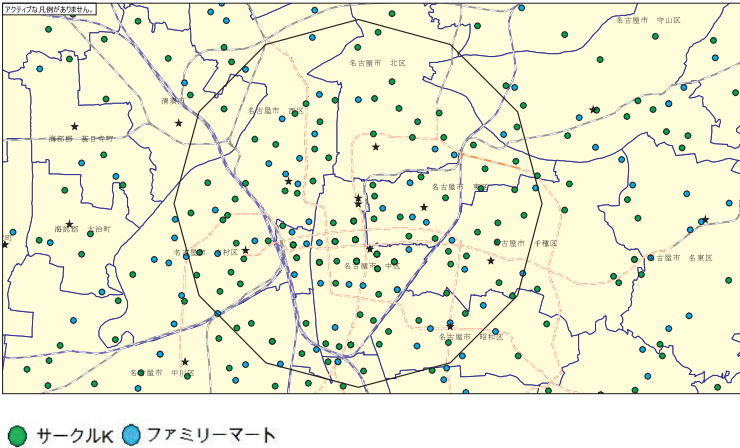 アクティブな凡例がありません。
名古屋市 守山区
名古屋市 北区
清須市
名古屋市 西区
海部郡 甚目寺町
名古屋市 東区
海部郡 大治町
名古屋市 千種区
名古屋市 中村区
名古屋市 中区
名古屋市 名東区
名古屋市 昭和区
名古屋市 中川区
サークルK ファミリーマート